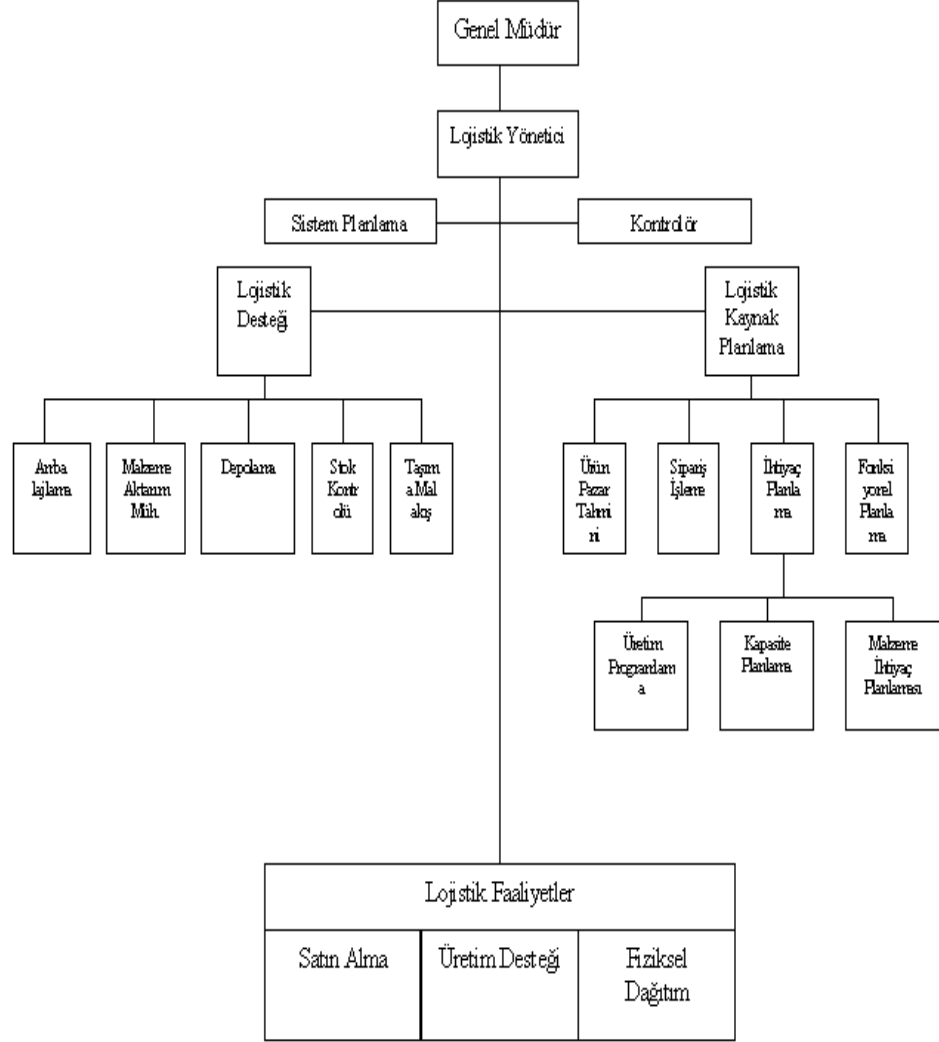 Genel Müdür
Lojistik Yönetici
Sistem Planlama
Kontrolör
Lojistik
Desteği
Lojistik
Kaynak
Planlama
Amba
lajlama
Malzeme
Aktarım
Müh.
Depolama
Stok
Kontr
olü
Taşım
a Mal
akış
Ürün
Pazar
Tahmi
ni
Sipariş
İşleme
İhtiyaç
Planla
ma
Fonksi
yonel
Planla
ma
Üretim
Programlam
a
Kapasite
Planlama
Malzeme
İhtiyaç
Planlaması
Lojistik Faaliyetler
Satın Alma
Üretim Desteği
Fiziksel
Dağıtım